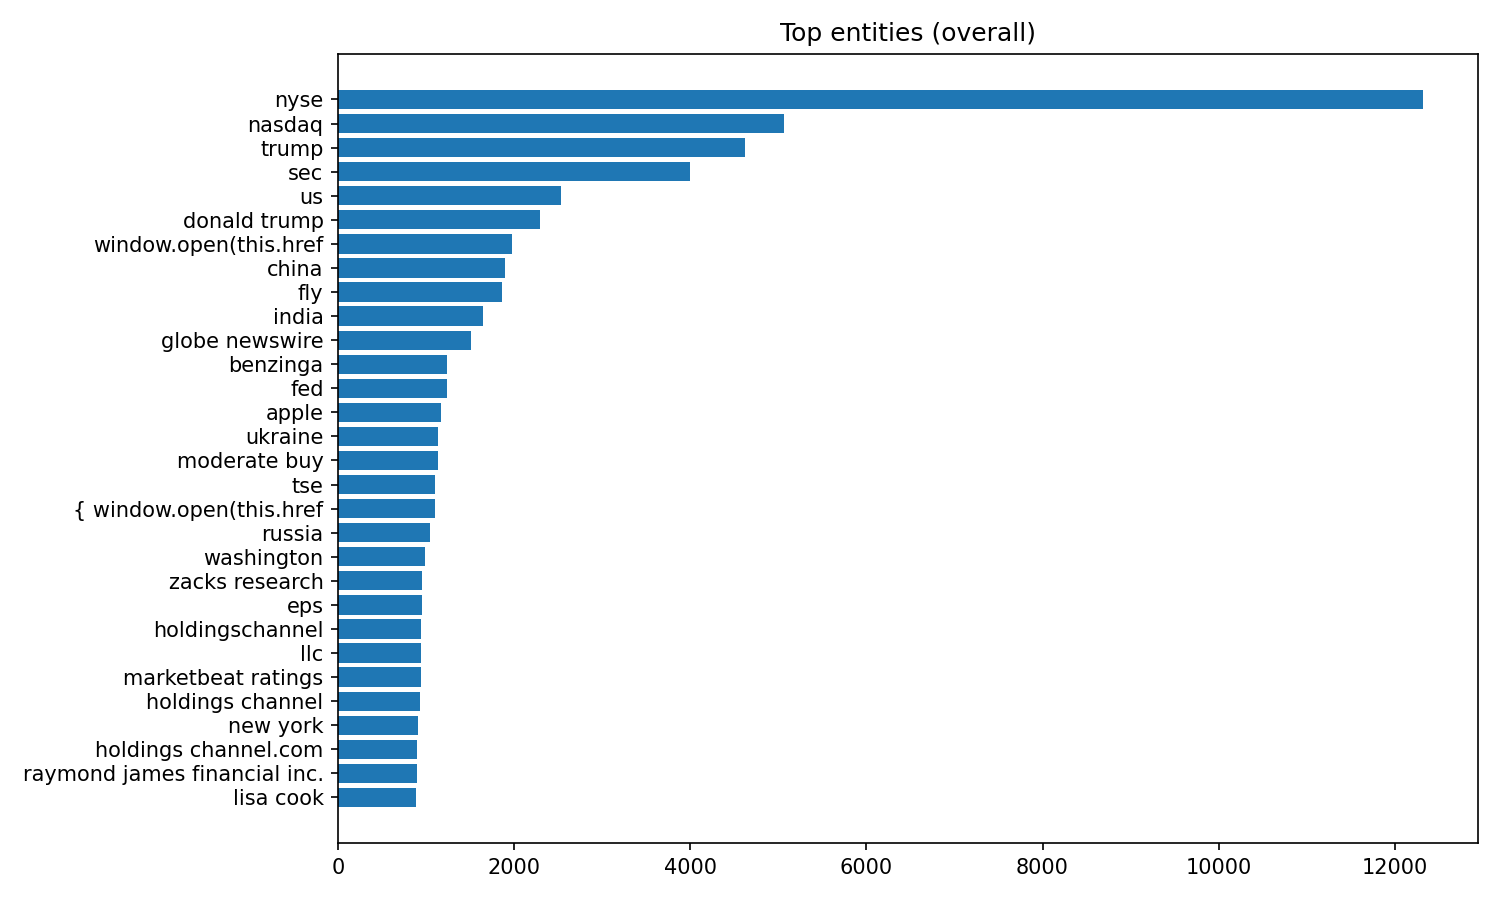 Top entities (overall)
nyse
nasdaq
trump
sec
us
donald trump
window.open(this.href
china
fly
india
globe newswire
benzinga
fed
apple
ukraine
moderate buy
tse
{ window.open(this.href
russia
washington
zacks research
eps
holdingschannel
llc
marketbeat ratings
holdings channel
new york
holdings channel.com
raymond james financial inc.
lisa cook
0 2000 4000 6000 8000 10000 12000